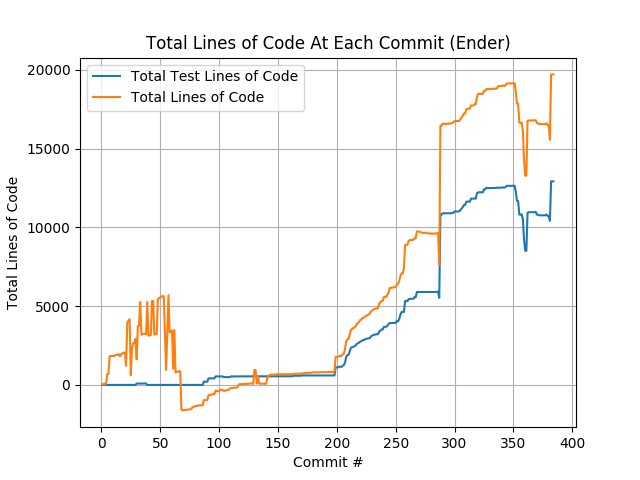 Total Lines of Code At Each Commit (Ender)
Total Test Lines of Code
Total Lines of Code
Total Lines of Code
20000
15000
10000
5000
0
0 50 100 150 200 250 300 350 400
Commit #